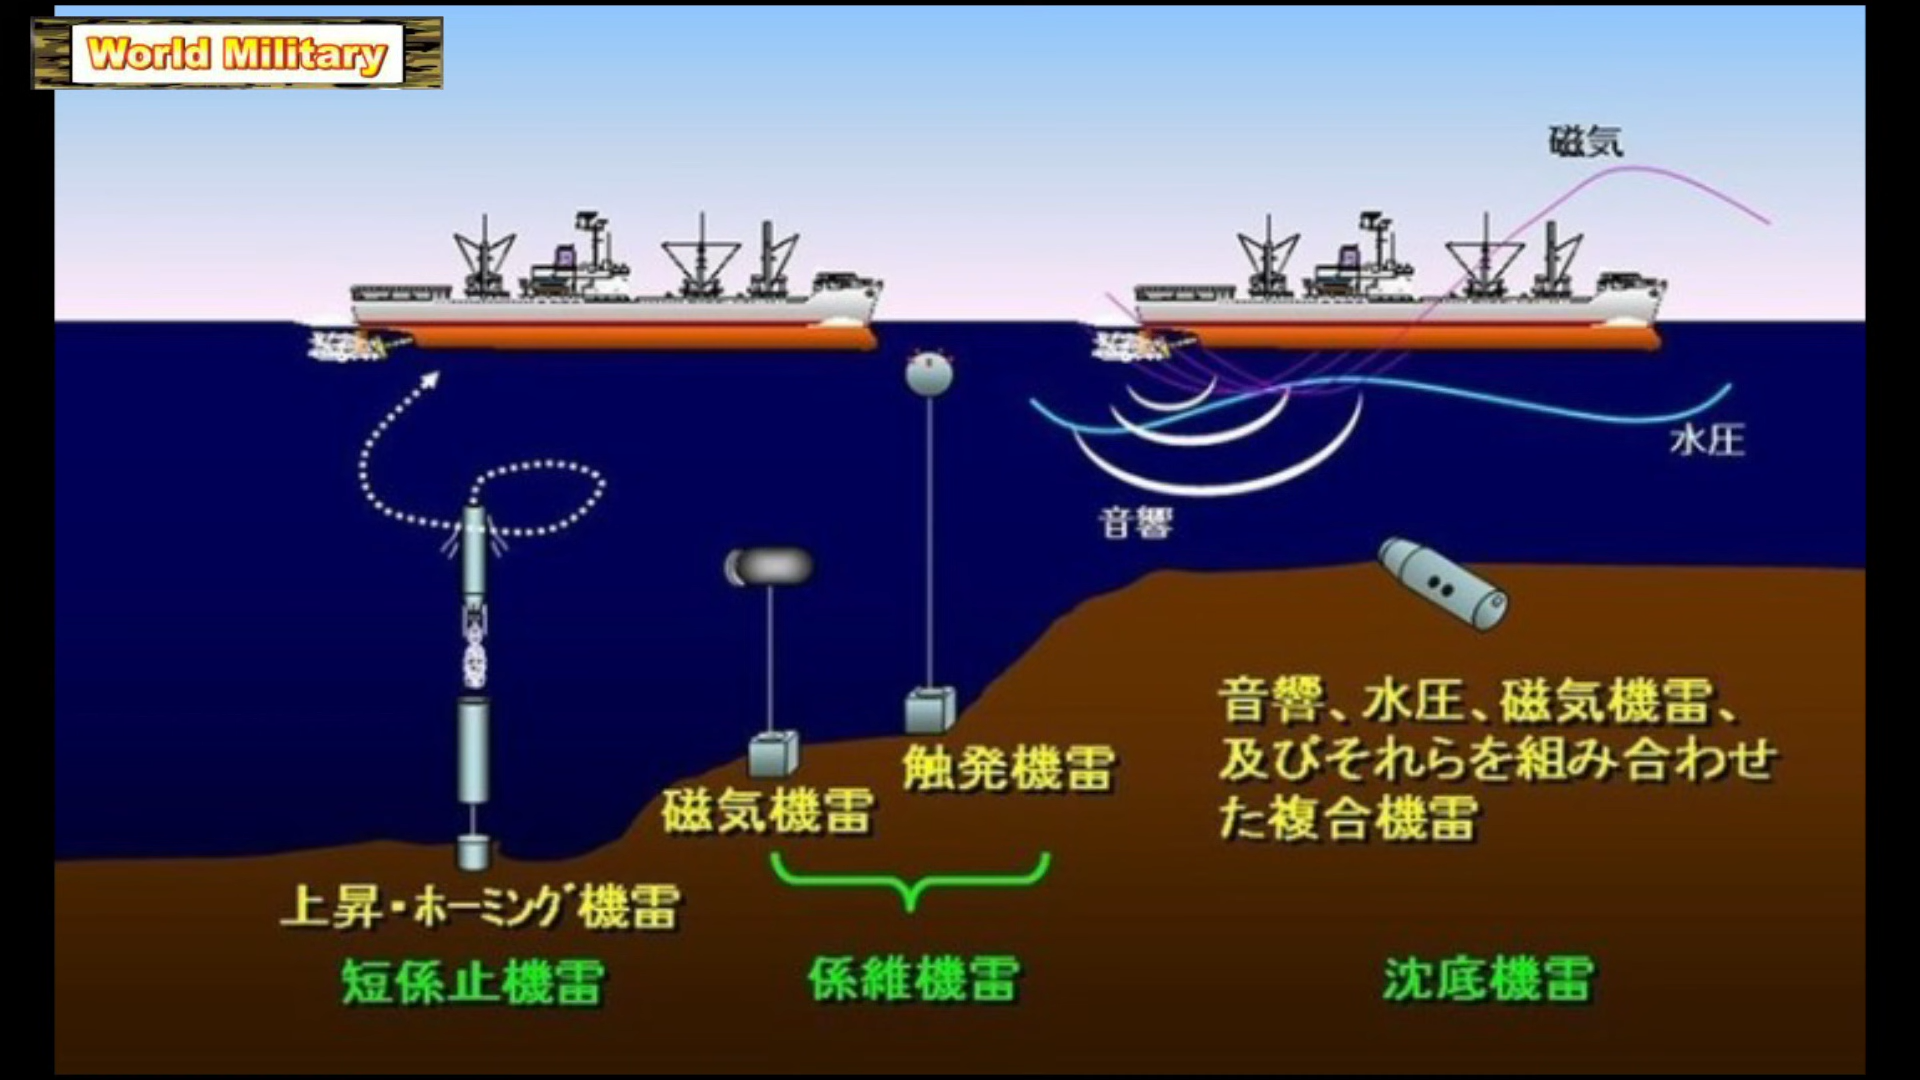 World Military
磁気
水圧
音響
音響、水圧、磁気機雷、
及びそれらを組み合わせ
た複合機雷
触発機雷
磁気機雷
上昇・ホーミング機雷
短係止機雷
係維機雷
沈底機雷